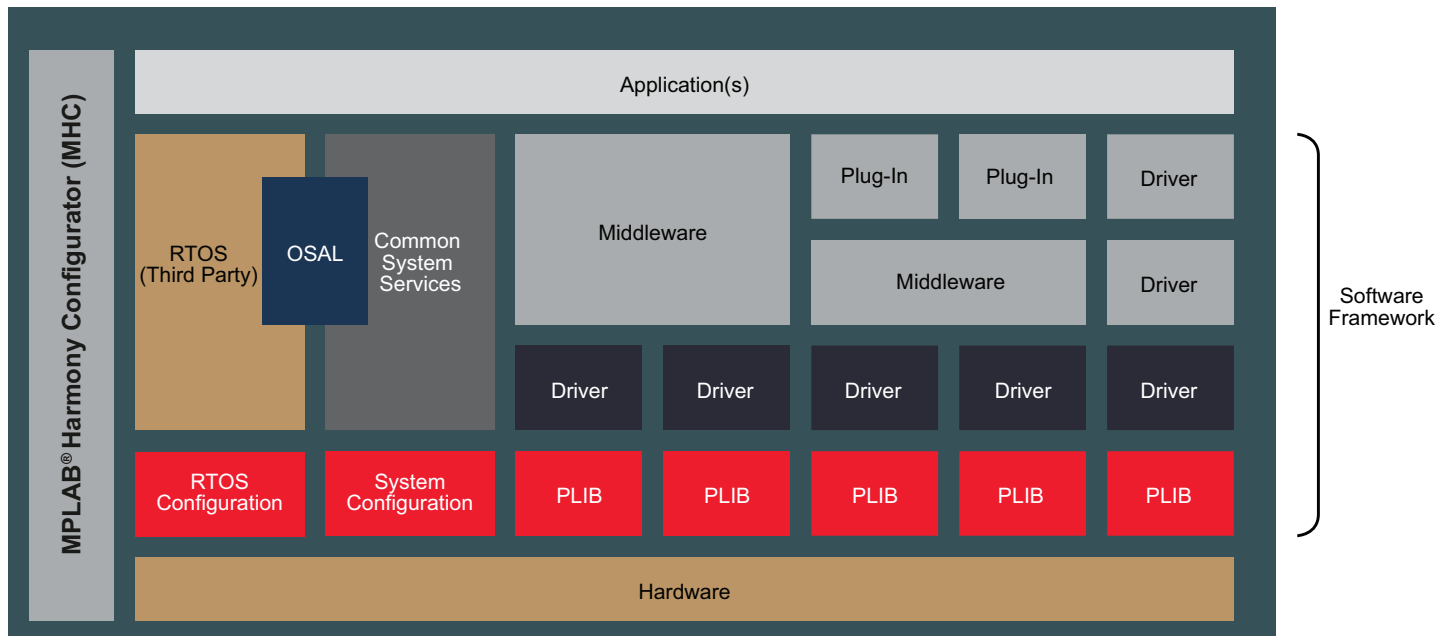 MPLAB® Harmony Configurator (MHC)
Application(s)
RTOS
(Third Party)
OSAL
Common
System
Services
Middleware
Plug-In
Plug-In
Driver
Middleware
Driver
Driver
Driver
Driver
Driver
Driver
RTOS
Configuration
System
Configuration
PLIB
PLIB
PLIB
PLIB
PLIB
Hardware
Software
Framework